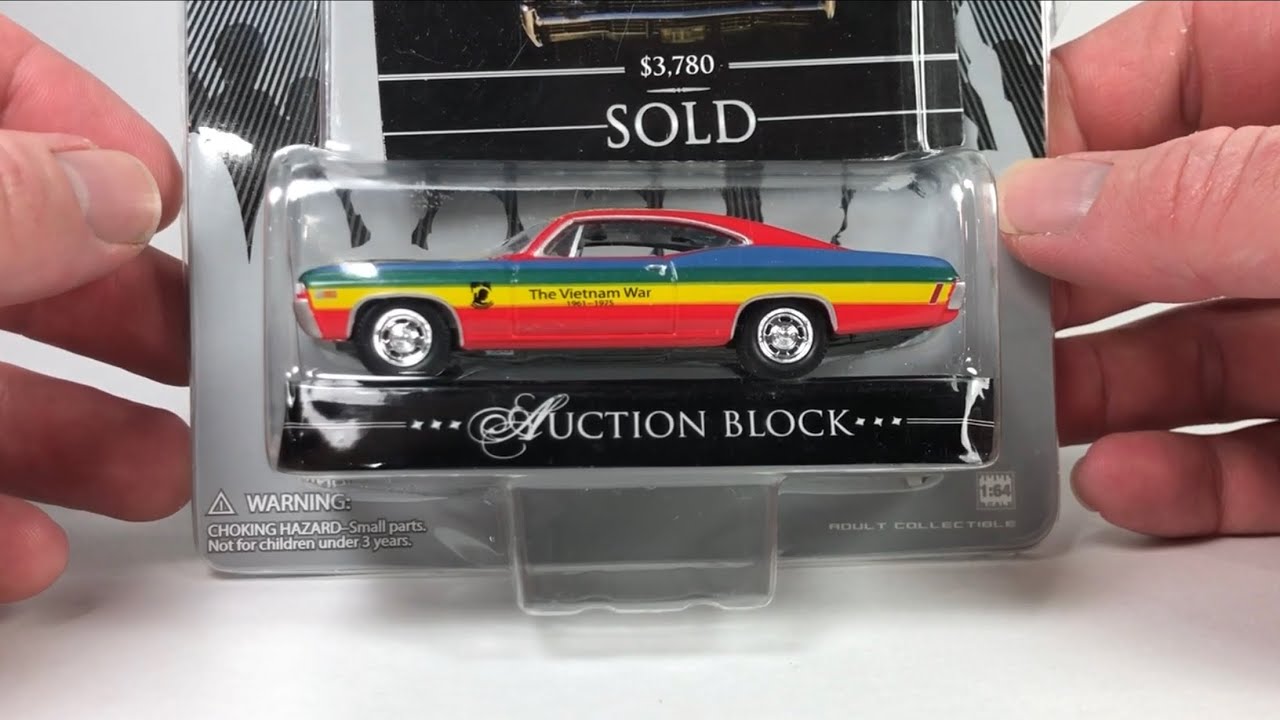 $3,780
SOLD
The Vietnam War
1961-1975
AUCTION BLOCK
WARNING:
CHOKING HAZARD–Small parts.
Not for children under 3 years.
1:64
ADULT COLLECTIBLE